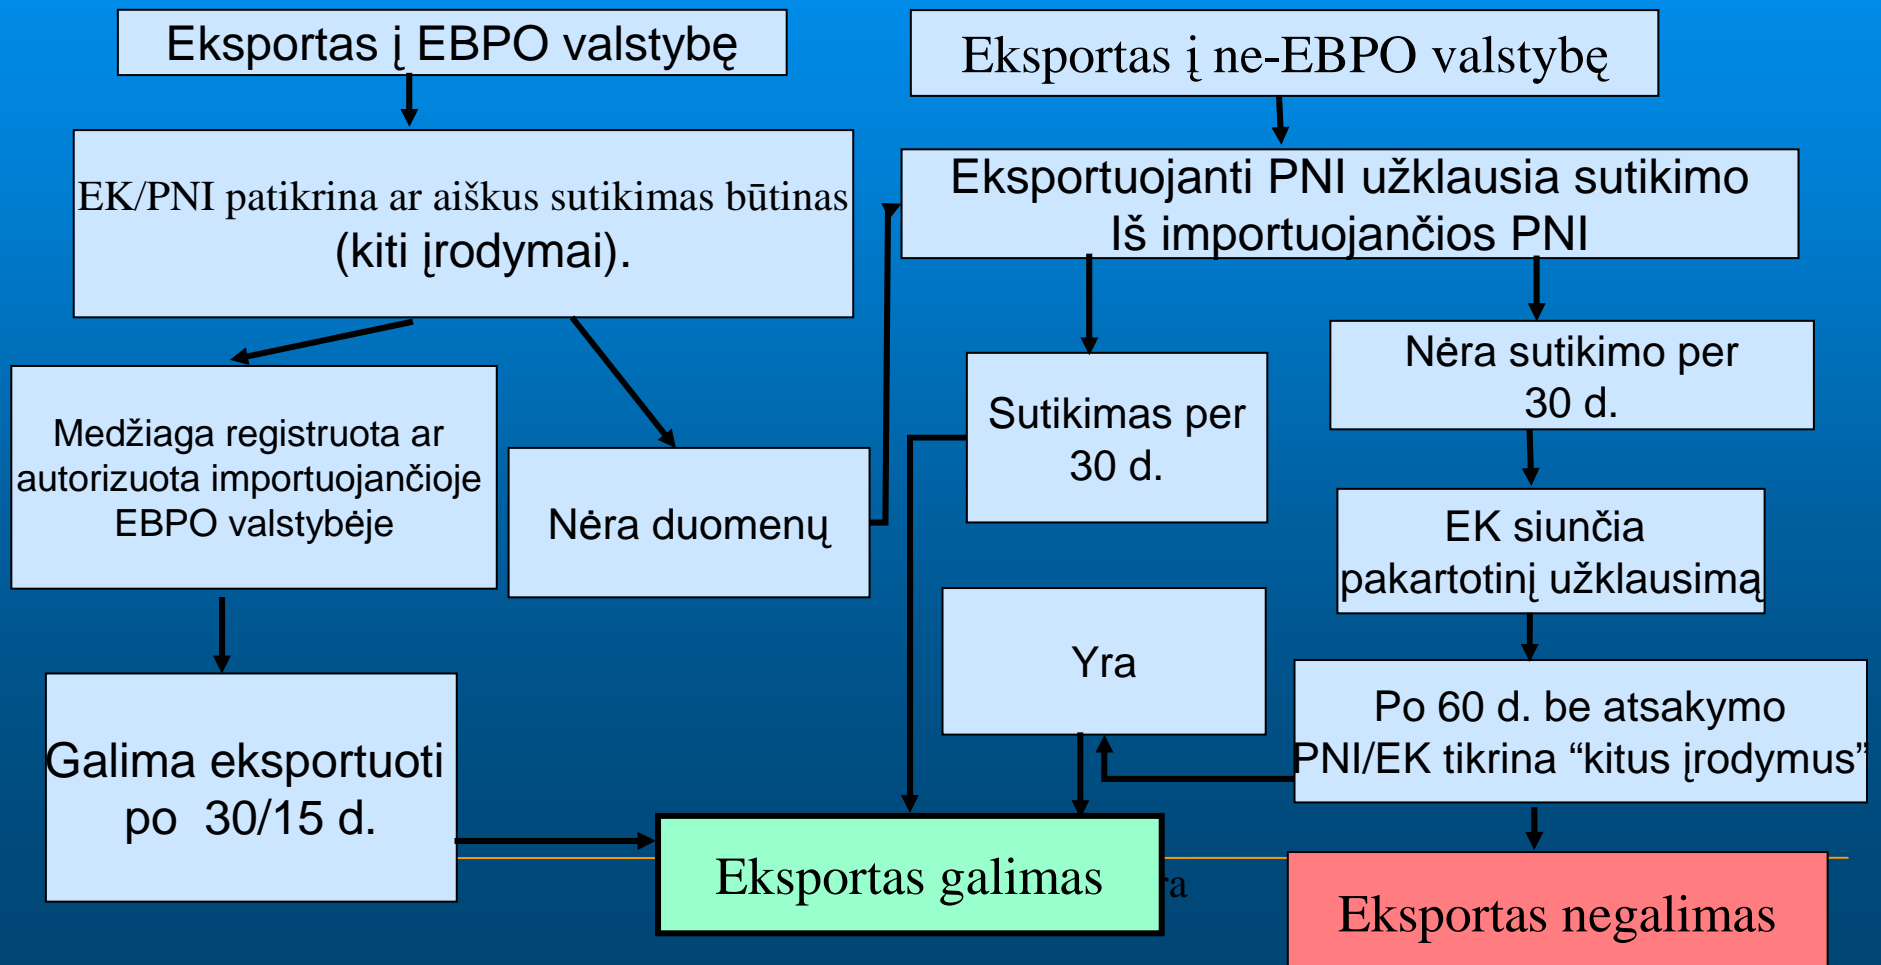 Eksportas į EBPO valstybę
Eksportas į ne-EBPO valstybę
EK/PNI patikrina ar aiškus sutikimas būtinas
(kiti įrodymai).
Eksportuojanti PNI užklausia sutikimo
Iš importuojančios PNI
Medžiaga registruota ar
autorizuota importuojančioje
EBPO valstybėje
Nėra duomenų
Sutikimas per
30 d.
Nėra sutikimo per
30 d.
EK siunčia
pakartotinį užklausimą
Yra
Po 60 d. be atsakymo
PNI/EK tikrina “kitus įrodymus”
Galima eksportuoti
po 30/15 d.
Eksportas galimas
Eksportas negalimas